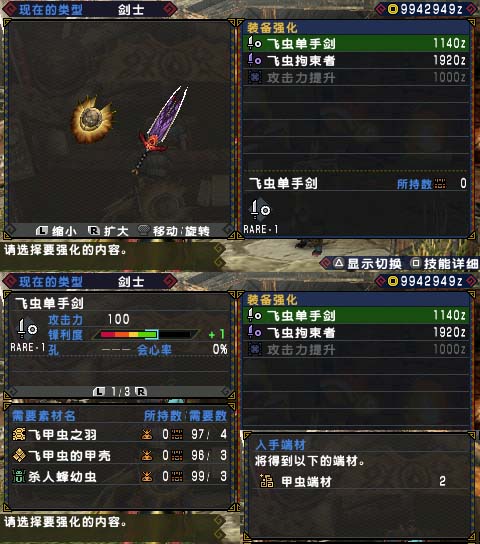 现在的类型 剑士
9942949z
装备强化
飞虫单手剑 1140z
飞虫拘束者 1920z
攻击力提升 1000z
飞虫单手剑 所持数 0
RARE-1
L 缩小 R 扩大 移动/旋转
请选择要强化的内容。
△显示切换 □技能详细
现在的类型 剑士
9942949z
飞虫单手剑
攻击力 100
锋利度 +1
RARE-1 孔 --- 会心率 0%
L 1/3 R
装备强化
飞虫单手剑 1140z
飞虫拘束者 1920z
攻击力提升 1000z
需要素材名 所持数/需要数
飞甲虫之羽 0 97/ 4
飞甲虫的甲壳 0 96/ 3
杀人蜂幼虫 0 99/ 3
入手端材
将得到以下的端材。
甲虫端材 2
请选择要强化的内容。